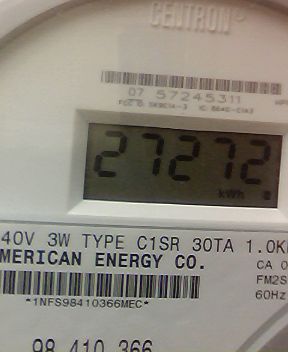 CENTRON
07 57245311
27272
kWh
40V 3W TYPE C1SR 30TA 1.0K
MERICAN ENERGY CO.
CA 0
FM2S
60Hz
*1NFS98410366MEC*
98 410 366